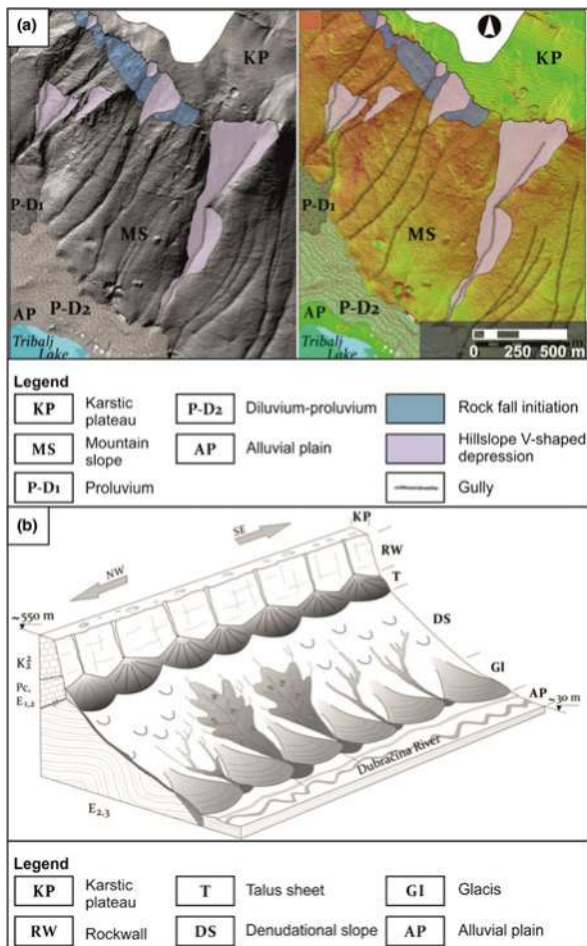 (a)
KP
KP
P-D1
MS
P-D2
AP
Tribalj
Lake
P-D1
MS
P-D2
AP
Tribalj
Lake
0 250 500 m
Legend
KP Karstic plateau
P-D2 Diluvium-proluvium
Rock fall initiation
MS Mountain slope
AP Alluvial plain
Hillslope V-shaped depression
P-D1 Proluvium
Gully
(b)
KP
SE
RW
NW
T
~550 m
DS
K₂²
GI
Pc,
E1,2
AP
~30 m
Dubračina River
E2,3
Legend
KP Karstic plateau
T Talus sheet
GI Glacis
RW Rockwall
DS Denudational slope
AP Alluvial plain